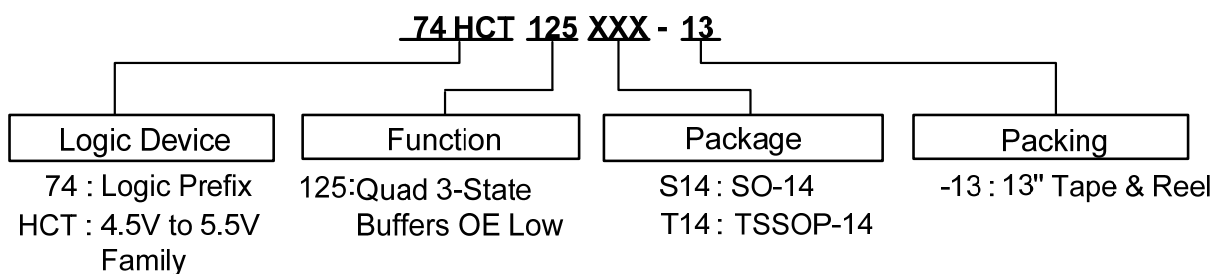 74 HCT 125 XXX - 13
Logic Device
74 : Logic Prefix
HCT : 4.5V to 5.5V
Family
Function
125:Quad 3-State
Buffers OE Low
Package
S14 : SO-14
T14 : TSSOP-14
Packing
-13 : 13" Tape & Reel